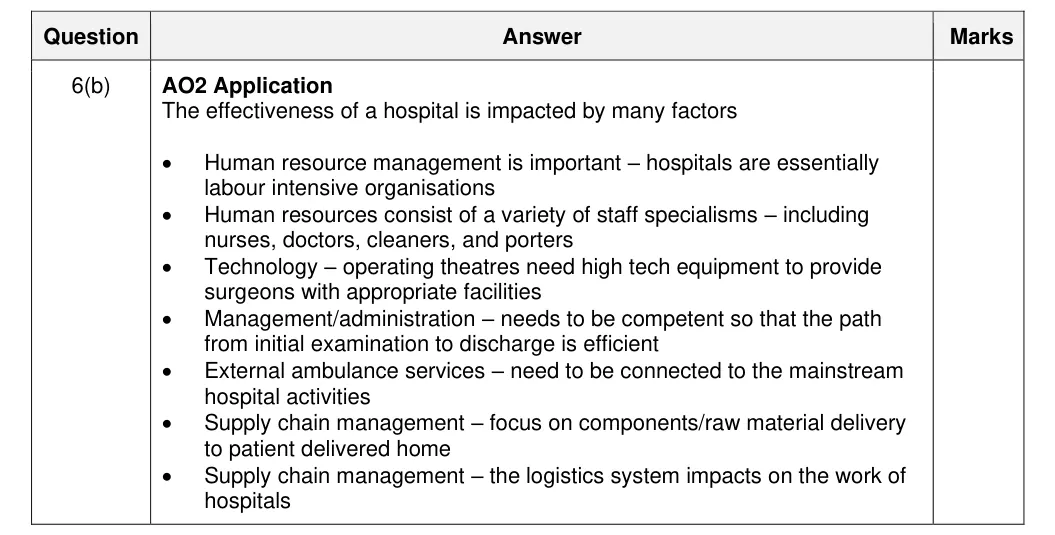 Question Answer Marks
6(b) AO2 Application
The effectiveness of a hospital is impacted by many factors
• Human resource management is important – hospitals are essentially
labour intensive organisations
• Human resources consist of a variety of staff specialisms – including
nurses, doctors, cleaners, and porters
• Technology – operating theatres need high tech equipment to provide
surgeons with appropriate facilities
• Management/administration – needs to be competent so that the path
from initial examination to discharge is efficient
• External ambulance services – need to be connected to the mainstream
hospital activities
• Supply chain management – focus on components/raw material delivery
to patient delivered home
• Supply chain management – the logistics system impacts on the work of
hospitals